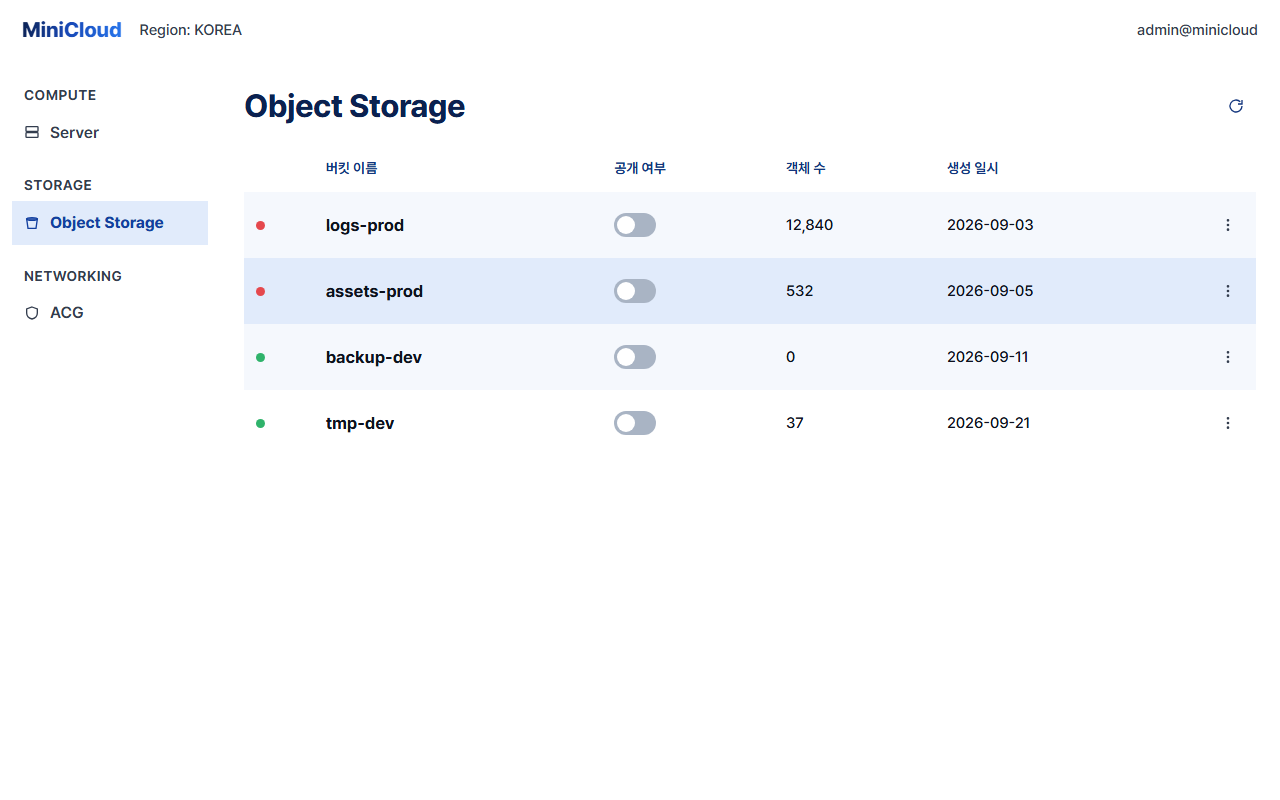 MiniCloud Region: KOREA admin@minicloud
COMPUTE
Server
STORAGE
Object Storage
NETWORKING
ACG
Object Storage
버킷 이름 공개 여부 객체 수 생성 일시
logs-prod 12,840 2026-09-03
assets-prod 532 2026-09-05
backup-dev 0 2026-09-11
tmp-dev 37 2026-09-21